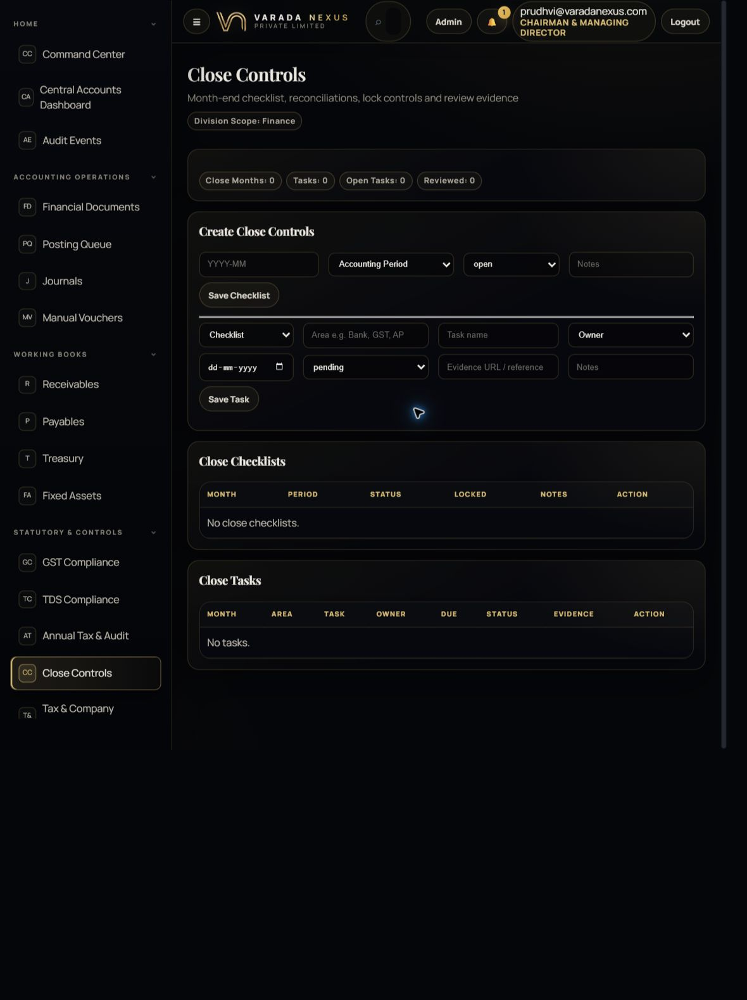 HOME
CC Command Center
CA Central Accounts
Dashboard
AE Audit Events
ACCOUNTING OPERATIONS
FD Financial Documents
PQ Posting Queue
J Journals
MV Manual Vouchers
WORKING BOOKS
R Receivables
P Payables
T Treasury
FA Fixed Assets
STATUTORY & CONTROLS
GC GST Compliance
TC TDS Compliance
AT Annual Tax & Audit
CC Close Controls
T& Tax & Company
VARADA NEXUS
PRIVATE LIMITED
Admin
1
prudhvi@varadanexus.com
CHAIRMAN & MANAGING
DIRECTOR
Logout
Close Controls
Month-end checklist, reconciliations, lock controls and review evidence
Division Scope: Finance
Close Months: 0 Tasks: 0 Open Tasks: 0 Reviewed: 0
Create Close Controls
YYYY-MM Accounting Period open Notes
Save Checklist
Checklist Area e.g. Bank, GST, AP Task name Owner
dd-mm-yyyy pending Evidence URL / reference Notes
Save Task
Close Checklists
MONTH PERIOD STATUS LOCKED NOTES ACTION
No close checklists.
Close Tasks
MONTH AREA TASK OWNER DUE STATUS EVIDENCE ACTION
No tasks.